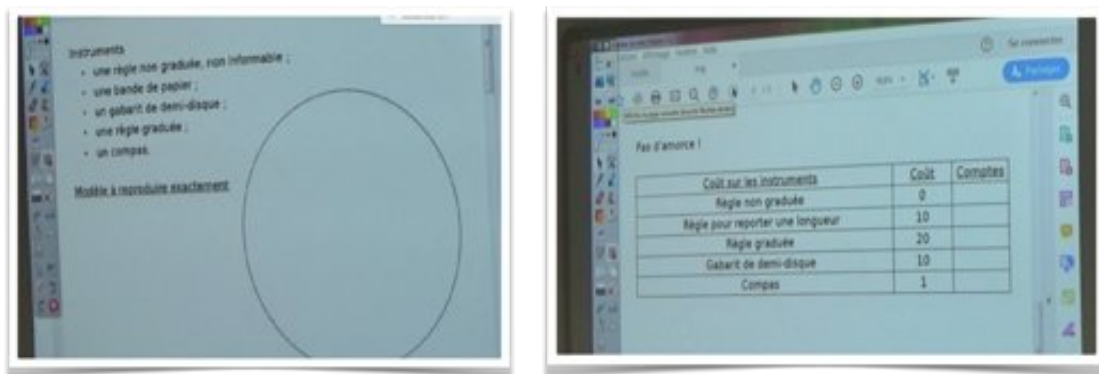 Instruments
• une règle non graduée, non informable ;
• une bande de papier ;
• un gabarit de demi-disque ;
• une règle graduée ;
• un compas.
Modèle à reproduire exactement
Se connecter
Partager
Pas d'amorce !
Coût sur les instruments Coût Comptes
Règle non graduée 0
Règle pour reporter une longueur 10
Règle graduée 20
Gabarit de demi-disque 10
Compas 1